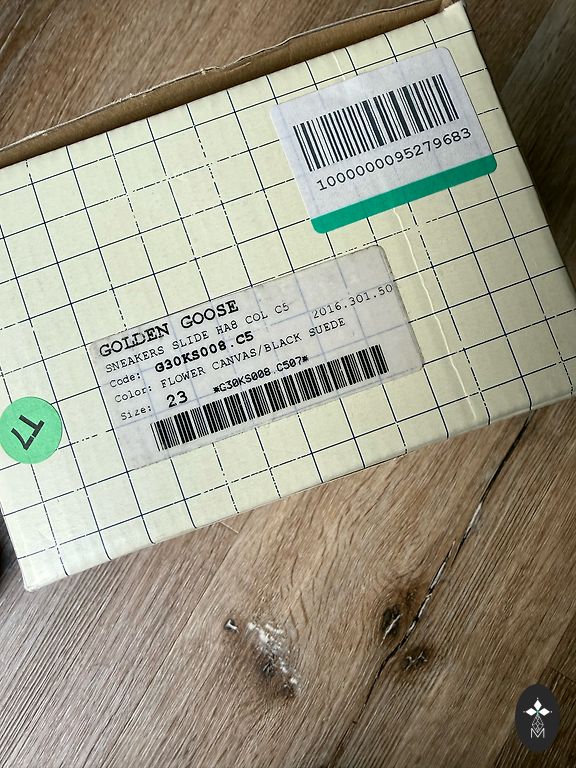 1000000095279683
GOLDEN GOOSE
SNEAKERS SLIDE HA8 COL C5 2016.301.50
Code: G30KS008.C5
Color: FLOWER CANVAS/BLACK SUEDE
Size: 23 *G30KS008.C507*
TT
M